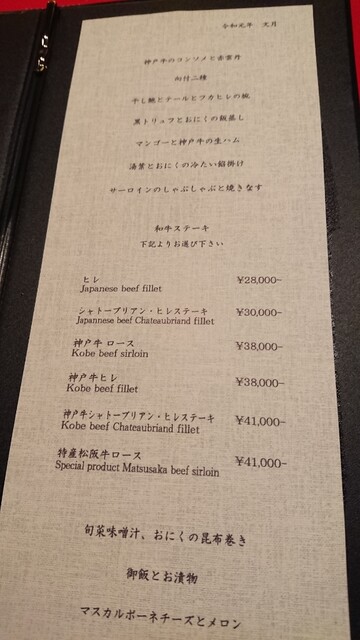 令和元年 文月
神戸牛のコンソメと赤雲丹
向付二種
干し鮑とテールとフカヒレの椀
黒トリュフとおにくの飯蒸し
マンゴーと神戸牛の生ハム
湯葉とおにくの冷たい餡掛け
サーロインのしゃぶしゃぶと焼きなす
和牛ステーキ
下記よりお選び下さい
ヒレ ¥28,000-
Japanese beef fillet
シャトーブリアン・ヒレステーキ ¥30,000-
Japannese beef Chateaubriand fillet
神戸牛 ロース ¥38,000-
Kobe beef sirloin
神戸牛ヒレ ¥38,000-
Kobe beef fillet
神戸牛シャトーブリアン・ヒレステーキ ¥41,000-
Kobe beef Chateaubriand fillet
特産松阪牛ロース ¥41,000-
Special product Matsusaka beef sirloin
旬菜味噌汁、おにくの昆布巻き
御飯とお漬物
マスカルポーネチーズとメロン